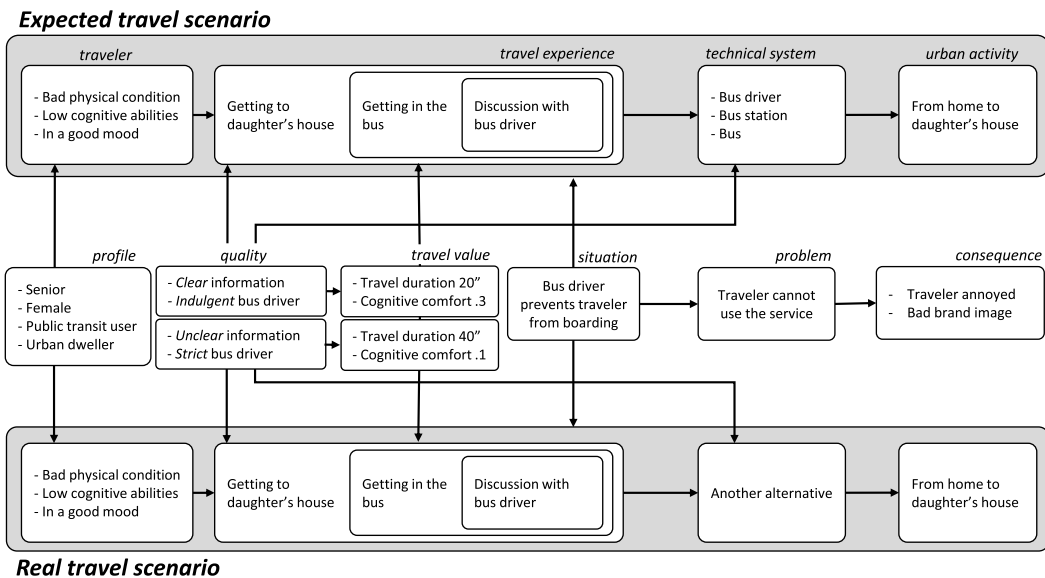 Expected travel scenario
traveler
travel experience
technical system
urban activity
- Bad physical condition
- Low cognitive abilities
- In a good mood
Getting to
daughter's house
Getting in the
bus
Discussion with
bus driver
- Bus driver
- Bus station
- Bus
From home to
daughter's house
profile
quality
travel value
situation
problem
consequence
- Senior
- Female
- Public transit user
- Urban dweller
- Clear information
- Indulgent bus driver
- Travel duration 20”
- Cognitive comfort .3
- Unclear information
- Strict bus driver
- Travel duration 40”
- Cognitive comfort .1
Bus driver
prevents traveler
from boarding
Traveler cannot
use the service
- Traveler annoyed
- Bad brand image
- Bad physical condition
- Low cognitive abilities
- In a good mood
Getting to
daughter's house
Getting in the
bus
Discussion with
bus driver
Another alternative
From home to
daughter's house
Real travel scenario